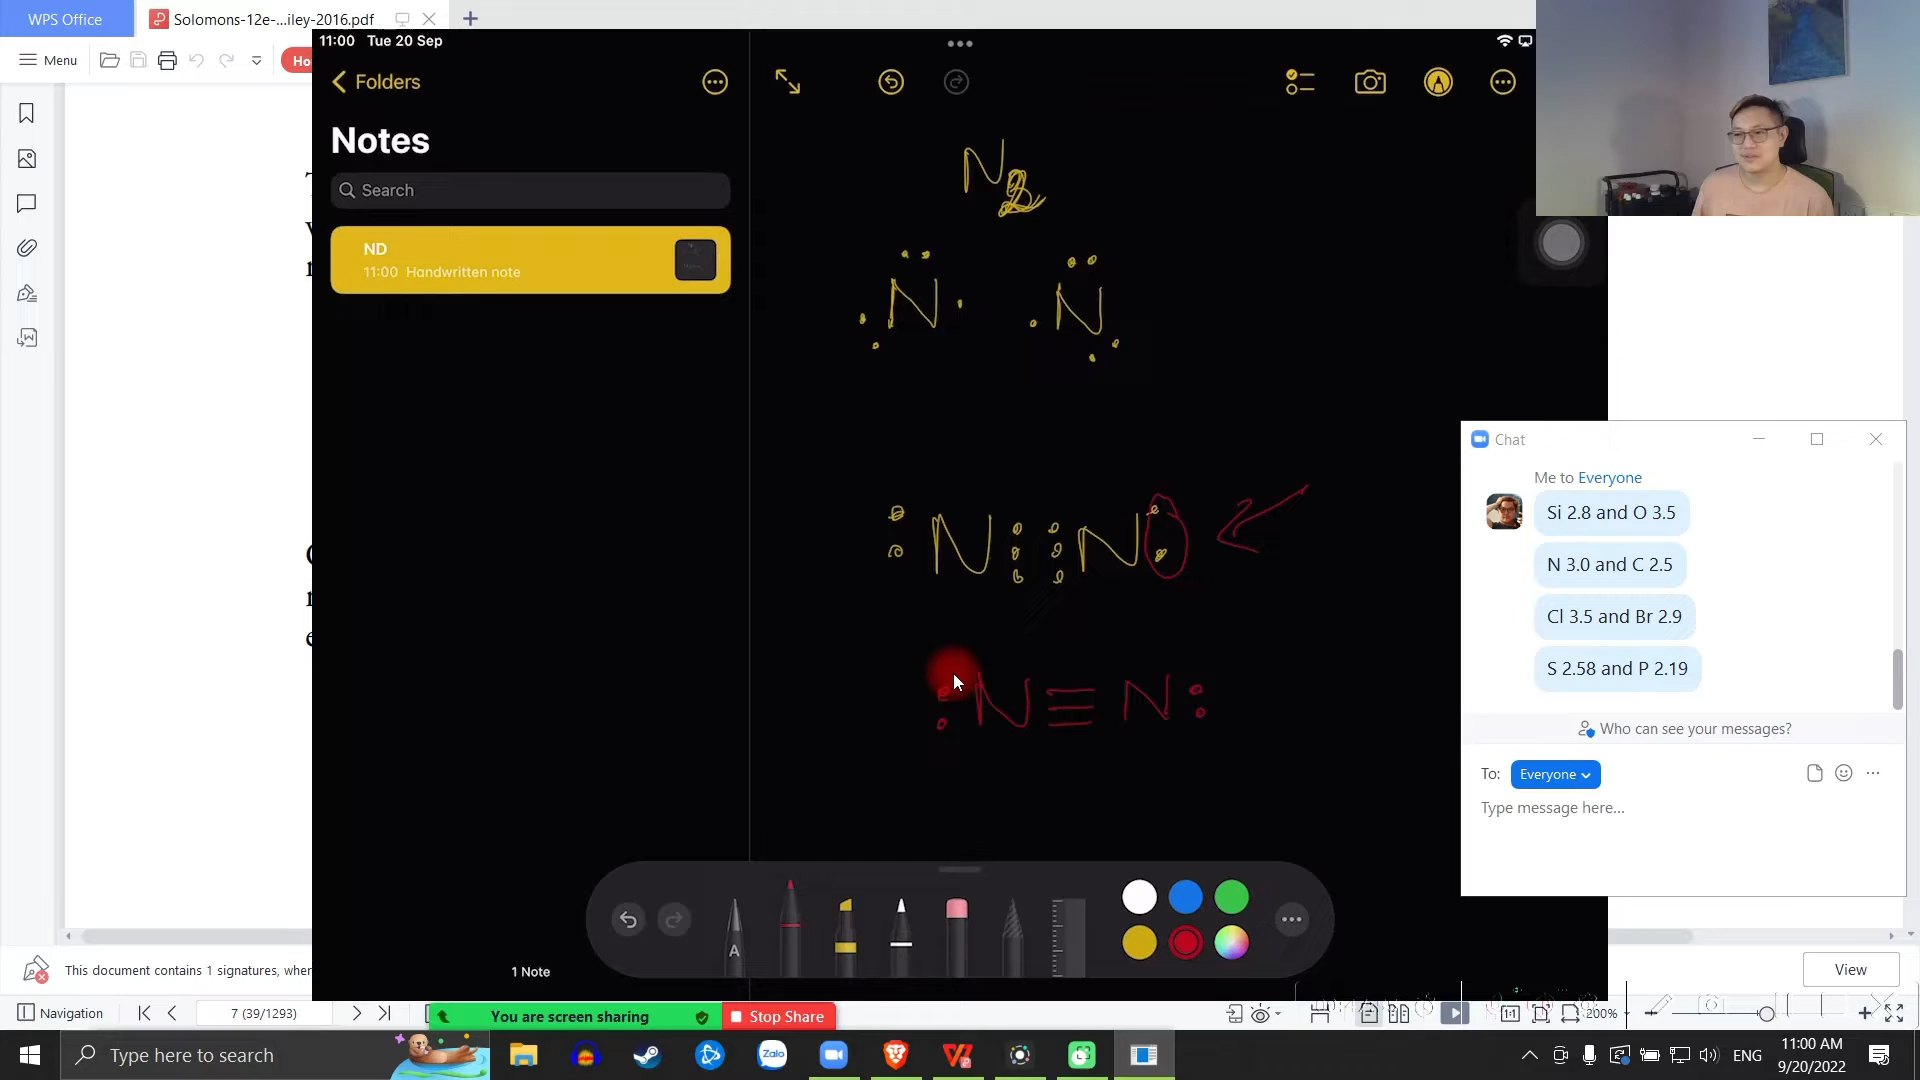 WPS Office
Solomons-12e-...iley-2016.pdf
Menu
Ho
11:00 Tue 20 Sep
Folders
Notes
Search
ND
11:00 Handwritten note
1 Note
N2
N N
N N
N ≡ N
A
Chat
Me to Everyone
Si 2.8 and O 3.5
N 3.0 and C 2.5
Cl 3.5 and Br 2.9
S 2.58 and P 2.19
Who can see your messages?
To: Everyone
Type message here...
This document contains 1 signatures, wher
View
Navigation
7 (39/1293)
You are screen sharing
Stop Share
1:1
200%
Type here to search
Zalo
ENG
11:00 AM
9/20/2022